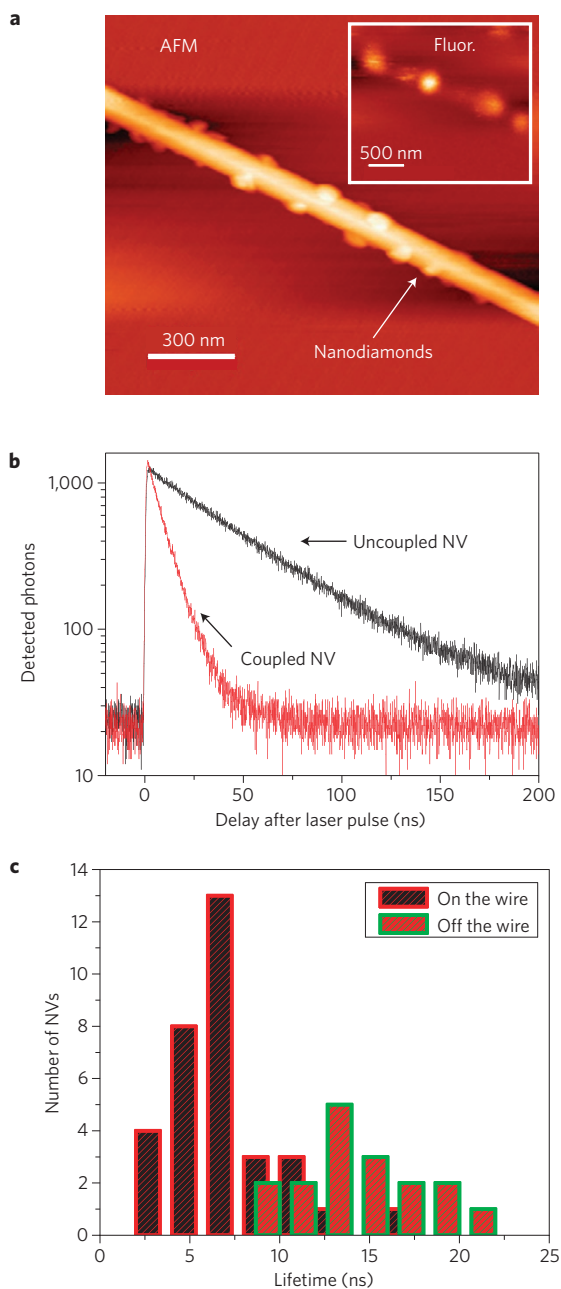 a
AFM
Fluor.
500 nm
300 nm
Nanodiamonds
b
1,000
100
10
Detected photons
Uncoupled NV
Coupled NV
0
50
100
150
200
Delay after laser pulse (ns)
c
14
12
10
8
6
4
2
0
Number of NVs
On the wire
Off the wire
0
5
10
15
20
25
Lifetime (ns)